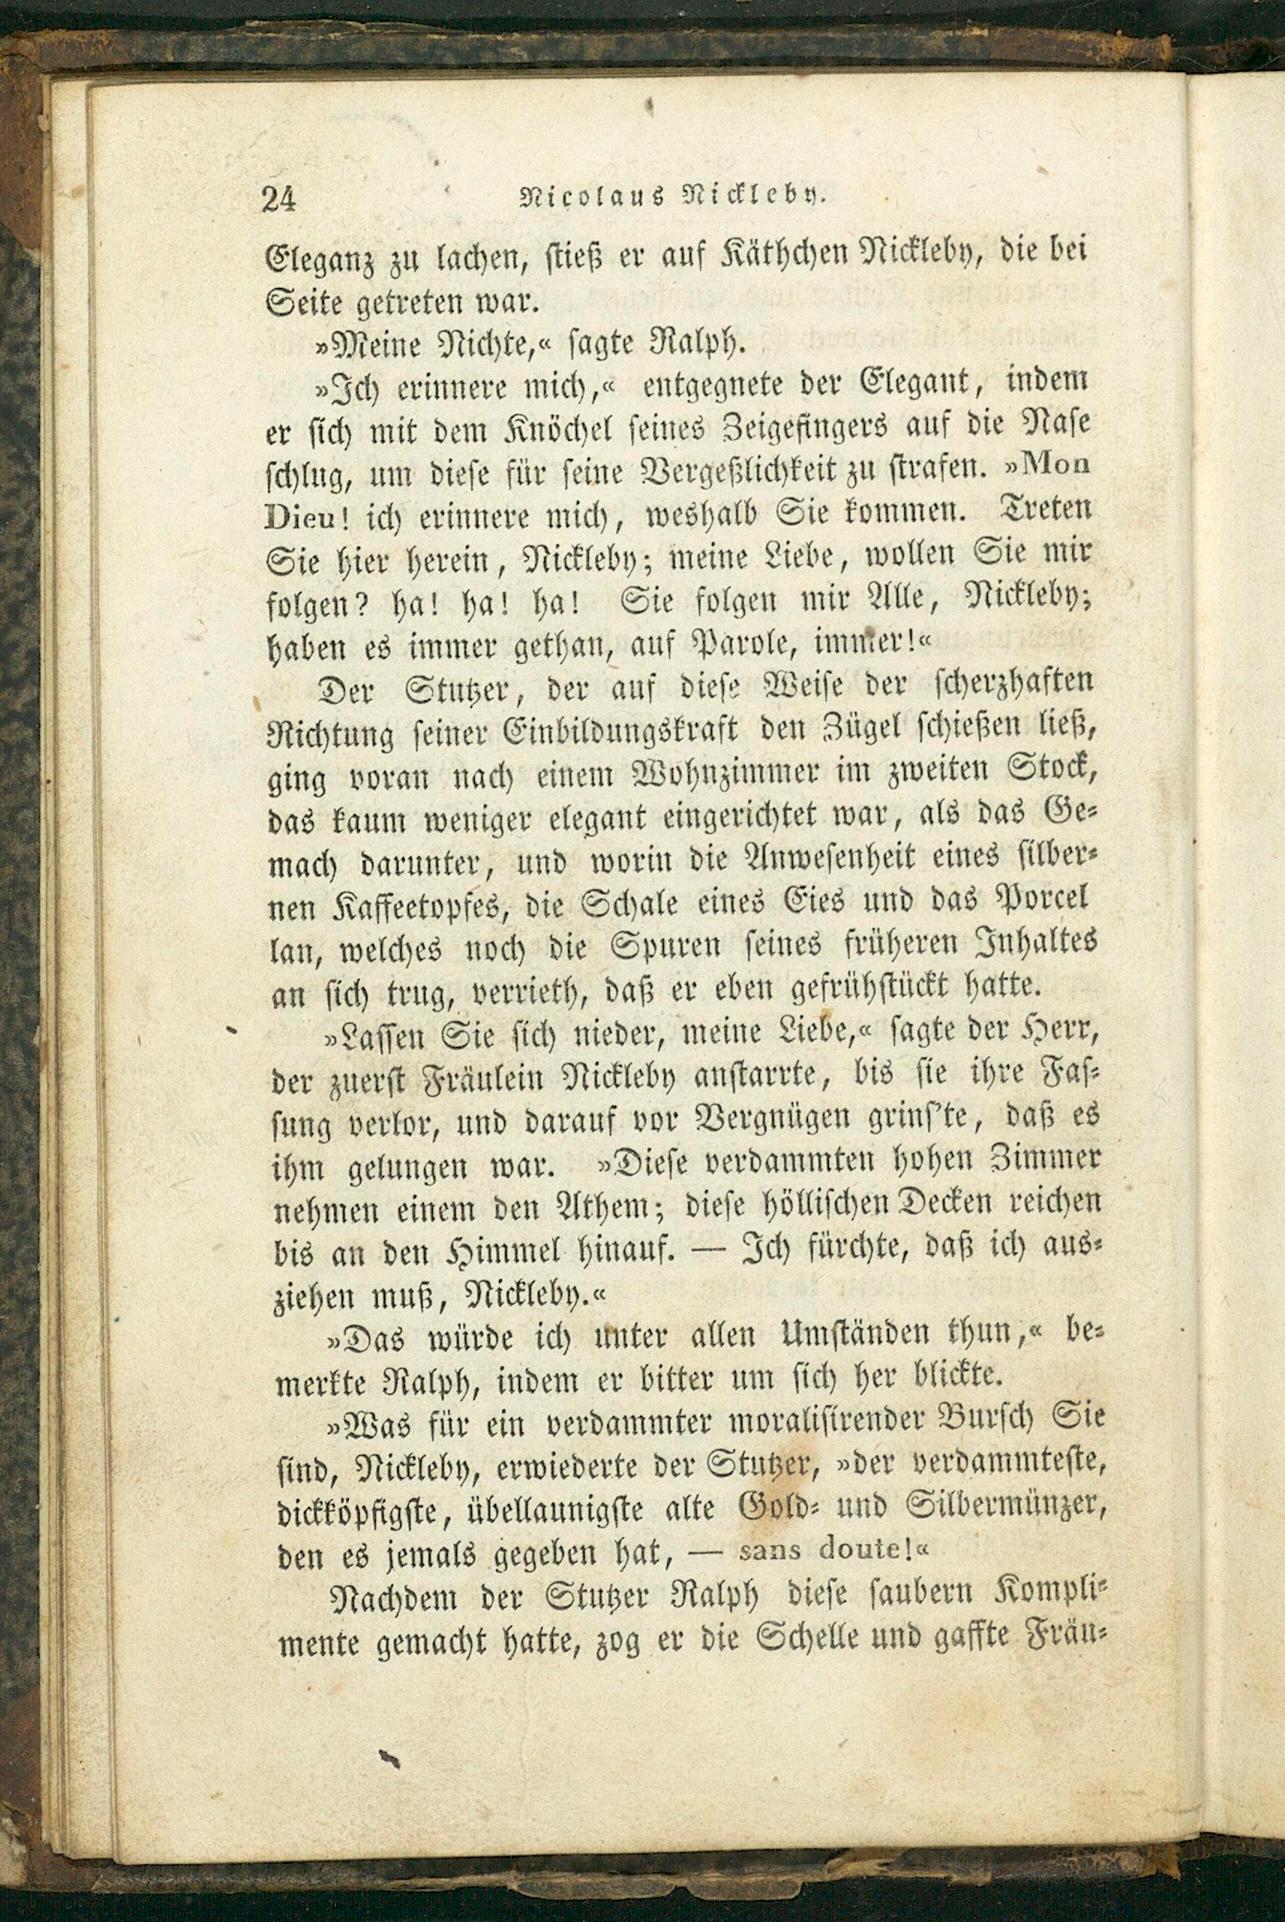 24 Nicolaus Nickleby.
Eleganz zu lachen, stieß er auf Käthchen Nickleby, die bei
Seite getreten war.
»Meine Nichte,« sagte Ralph.
»Ich erinnere mich,« entgegnete der Elegant, indem
er sich mit dem Knöchel seines Zeigefingers auf die Nase
schlug, um diese für seine Vergeßlichkeit zu strafen. »Mon
Dieu! ich erinnere mich, weshalb Sie kommen. Treten
Sie hier herein, Nickleby; meine Liebe, wollen Sie mir
folgen? ha! ha! ha! Sie folgen mir Alle, Nickleby;
haben es immer gethan, auf Parole, immer!«
Der Stutzer, der auf diese Weise der scherzhaften
Richtung seiner Einbildungskraft den Zügel schießen ließ,
ging voran nach einem Wohnzimmer im zweiten Stock,
das kaum weniger elegant eingerichtet war, als das Ge-
mach darunter, und worin die Anwesenheit eines silber-
nen Kaffeetopfes, die Schale eines Eies und das Porcel
lan, welches noch die Spuren seines früheren Inhaltes
an sich trug, verrieth, daß er eben gefrühstückt hatte.
»Lassen Sie sich nieder, meine Liebe,« sagte der Herr,
der zuerst Fräulein Nickleby anstarrte, bis sie ihre Fas-
sung verlor, und darauf vor Vergnügen grins'te, daß es
ihm gelungen war. »Diese verdammten hohen Zimmer
nehmen einem den Athem; diese höllischen Decken reichen
bis an den Himmel hinauf. — Ich fürchte, daß ich aus-
ziehen muß, Nickleby.«
»Das würde ich unter allen Umständen thun,« be-
merkte Ralph, indem er bitter um sich her blickte.
»Was für ein verdammter moralisirender Bursch Sie
sind, Nickleby, erwiederte der Stutzer, »der verdammteste,
dickköpfigste, übellaunigste alte Gold- und Silbermünzer,
den es jemals gegeben hat, — sans doute!«
Nachdem der Stutzer Ralph diese saubern Kompli-
mente gemacht hatte, zog er die Schelle und gaffte Fräu-